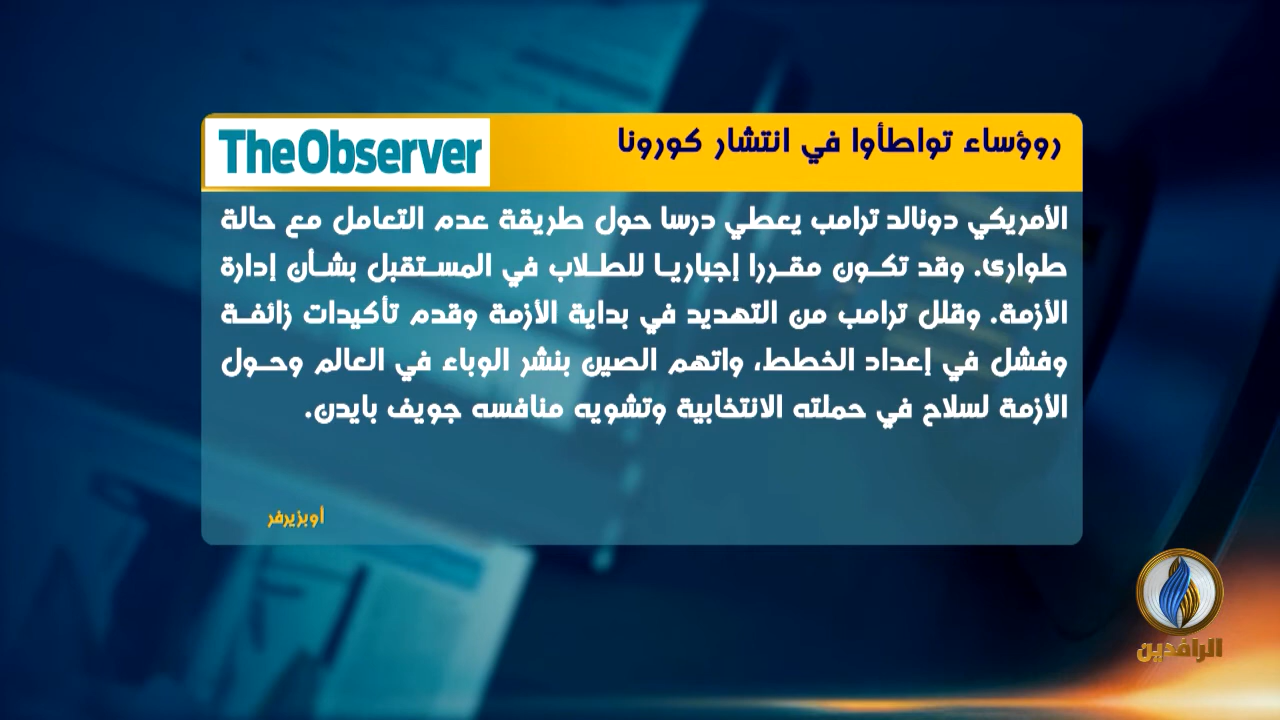 روؤساء تواطأوا في انتشار كورونا
TheObserver
الأمريكي دونالد ترامب يعطي درسا حول طريقة عدم التعامل مع حالة
طوارئ. وقد تكون مقررا إجباريا للطلاب في المستقبل بشأن إدارة
الأزمة. وقلل ترامب من التهديد في بداية الأزمة وقدم تأكيدات زائفة
وفشل في إعداد الخطط، واتهم الصين بنشر الوباء في العالم وحول
الأزمة لسلاح في حملته الانتخابية وتشويه منافسه جويف بايدن.
أوبزيرفر
الرافدين